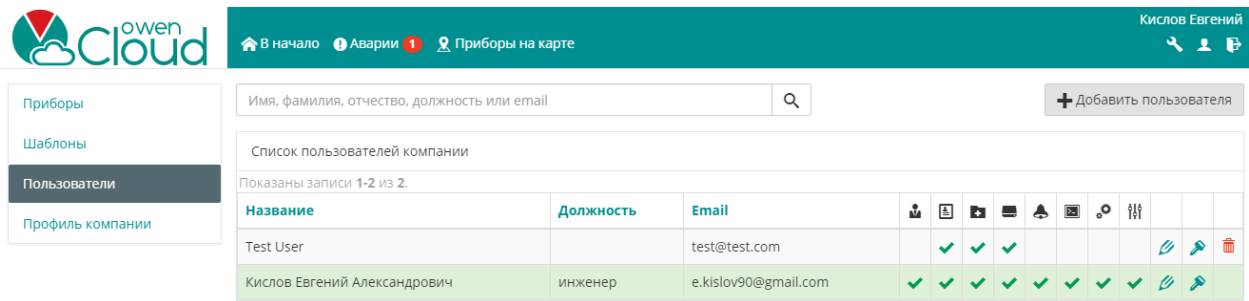 owen
Cloud
Кислов Евгений
В начало Аварии 1 Приборы на карте
Приборы
Шаблоны
Пользователи
Профиль компании
Имя, фамилия, отчество, должность или email
Добавить пользователя
Список пользователей компании
Показаны записи 1-2 из 2.
Название Должность Email
Test User test@test.com
Кислов Евгений Александрович инженер e.kislov90@gmail.com